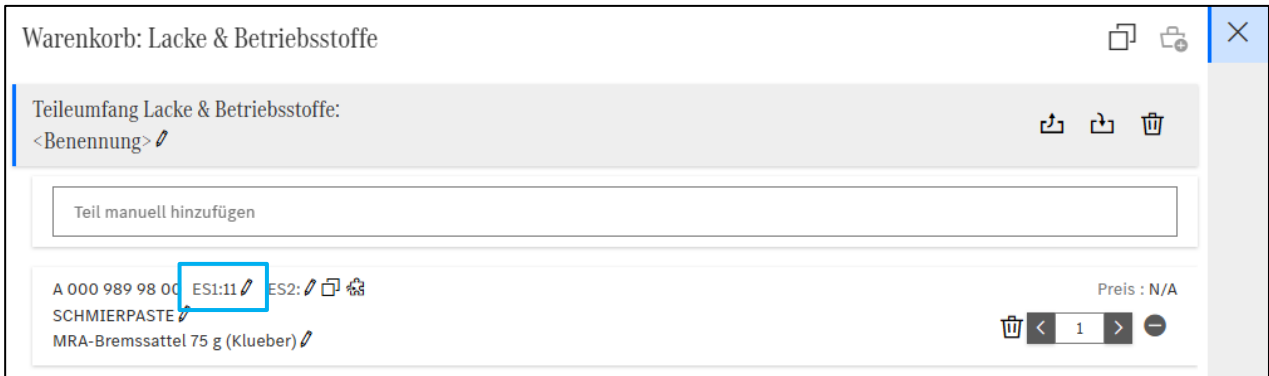 Warenkorb: Lacke & Betriebsstoffe
Teileumfang Lacke & Betriebsstoffe:
<Benennung>
Teil manuell hinzufügen
A 000 989 98 00 ES1:11 ES2: Preis : N/A
SCHMIERPASTE
MRA-Bremssattel 75 g (Klueber)
1